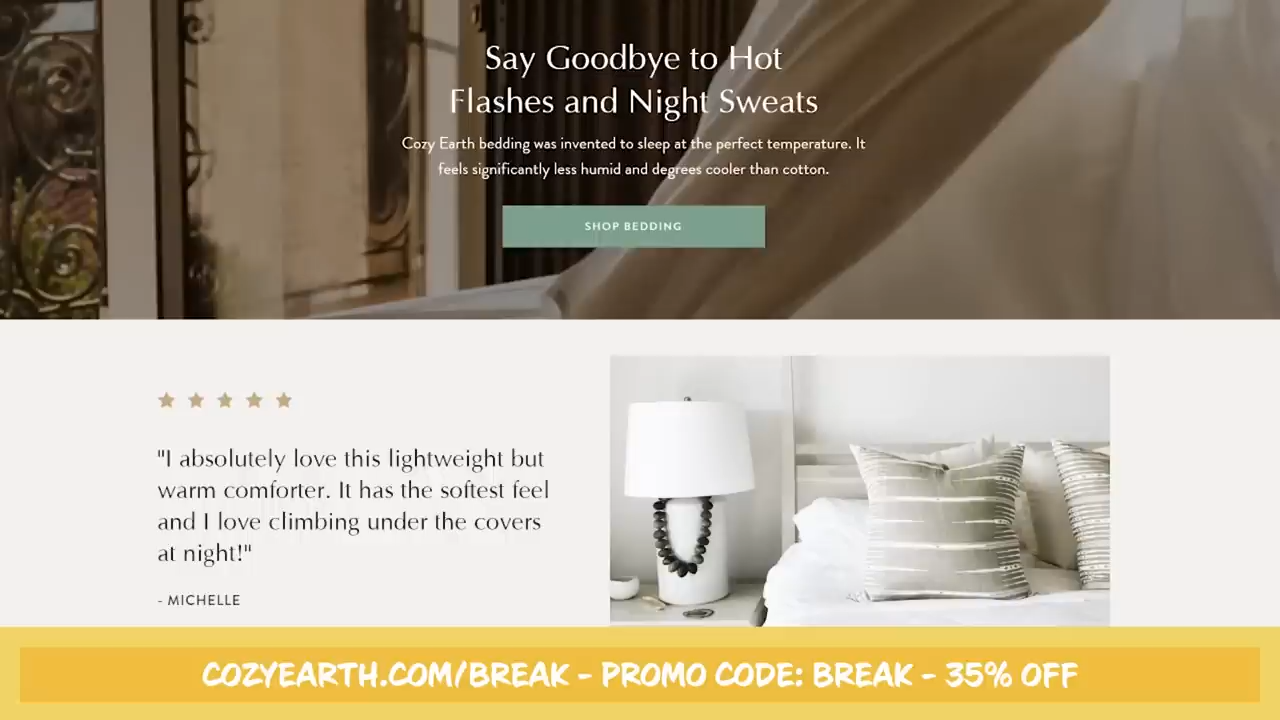 Say Goodbye to Hot
Flashes and Night Sweats
Cozy Earth bedding was invented to sleep at the perfect temperature. It
feels significantly less humid and degrees cooler than cotton.
SHOP BEDDING
"I absolutely love this lightweight but
warm comforter. It has the softest feel
and I love climbing under the covers
at night!"
- MICHELLE
COZYEARTH.COM/BREAK - PROMO CODE: BREAK - 35% OFF